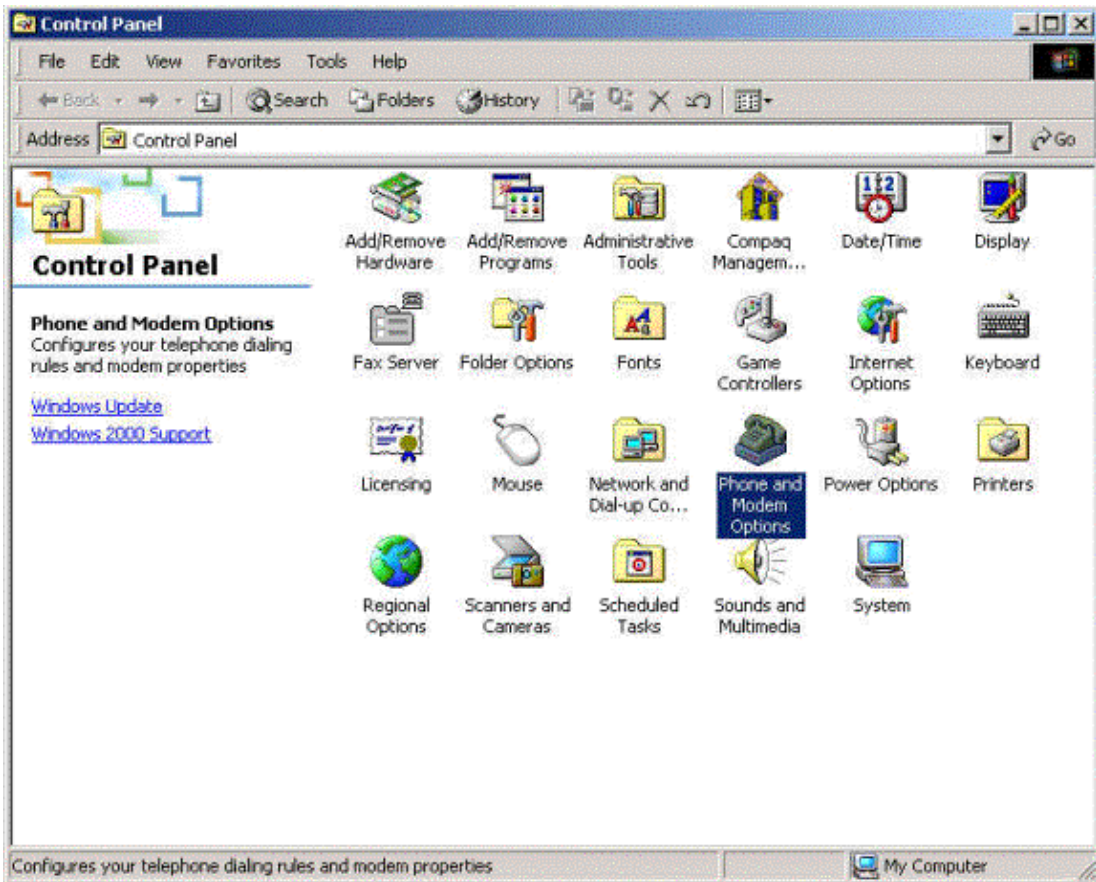 Control Panel
File Edit View Favorites Tools Help
Back Search Folders History
Address Control Panel Go
Control Panel
Phone and Modem Options
Configures your telephone dialing
rules and modem properties
Windows Update
Windows 2000 Support
Add/Remove
Hardware
Add/Remove
Programs
Administrative
Tools
Compaq
Managem...
Date/Time
Display
Fax Server
Folder Options
Fonts
Game
Controllers
Internet
Options
Keyboard
Licensing
Mouse
Network and
Dial-up Co...
Phone and
Modem
Options
Power Options
Printers
Regional
Options
Scanners and
Cameras
Scheduled
Tasks
Sounds and
Multimedia
System
Configures your telephone dialing rules and modem properties
My Computer